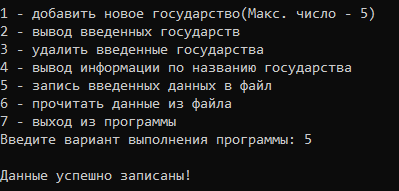 1 - добавить новое государство(Макс. число - 5)
2 - вывод введенных государств
3 - удалить введенные государства
4 - вывод информации по названию государства
5 - запись введенных данных в файл
6 - прочитать данные из файла
7 - выход из программы
Введите вариант выполнения программы: 5
Данные успешно записаны!